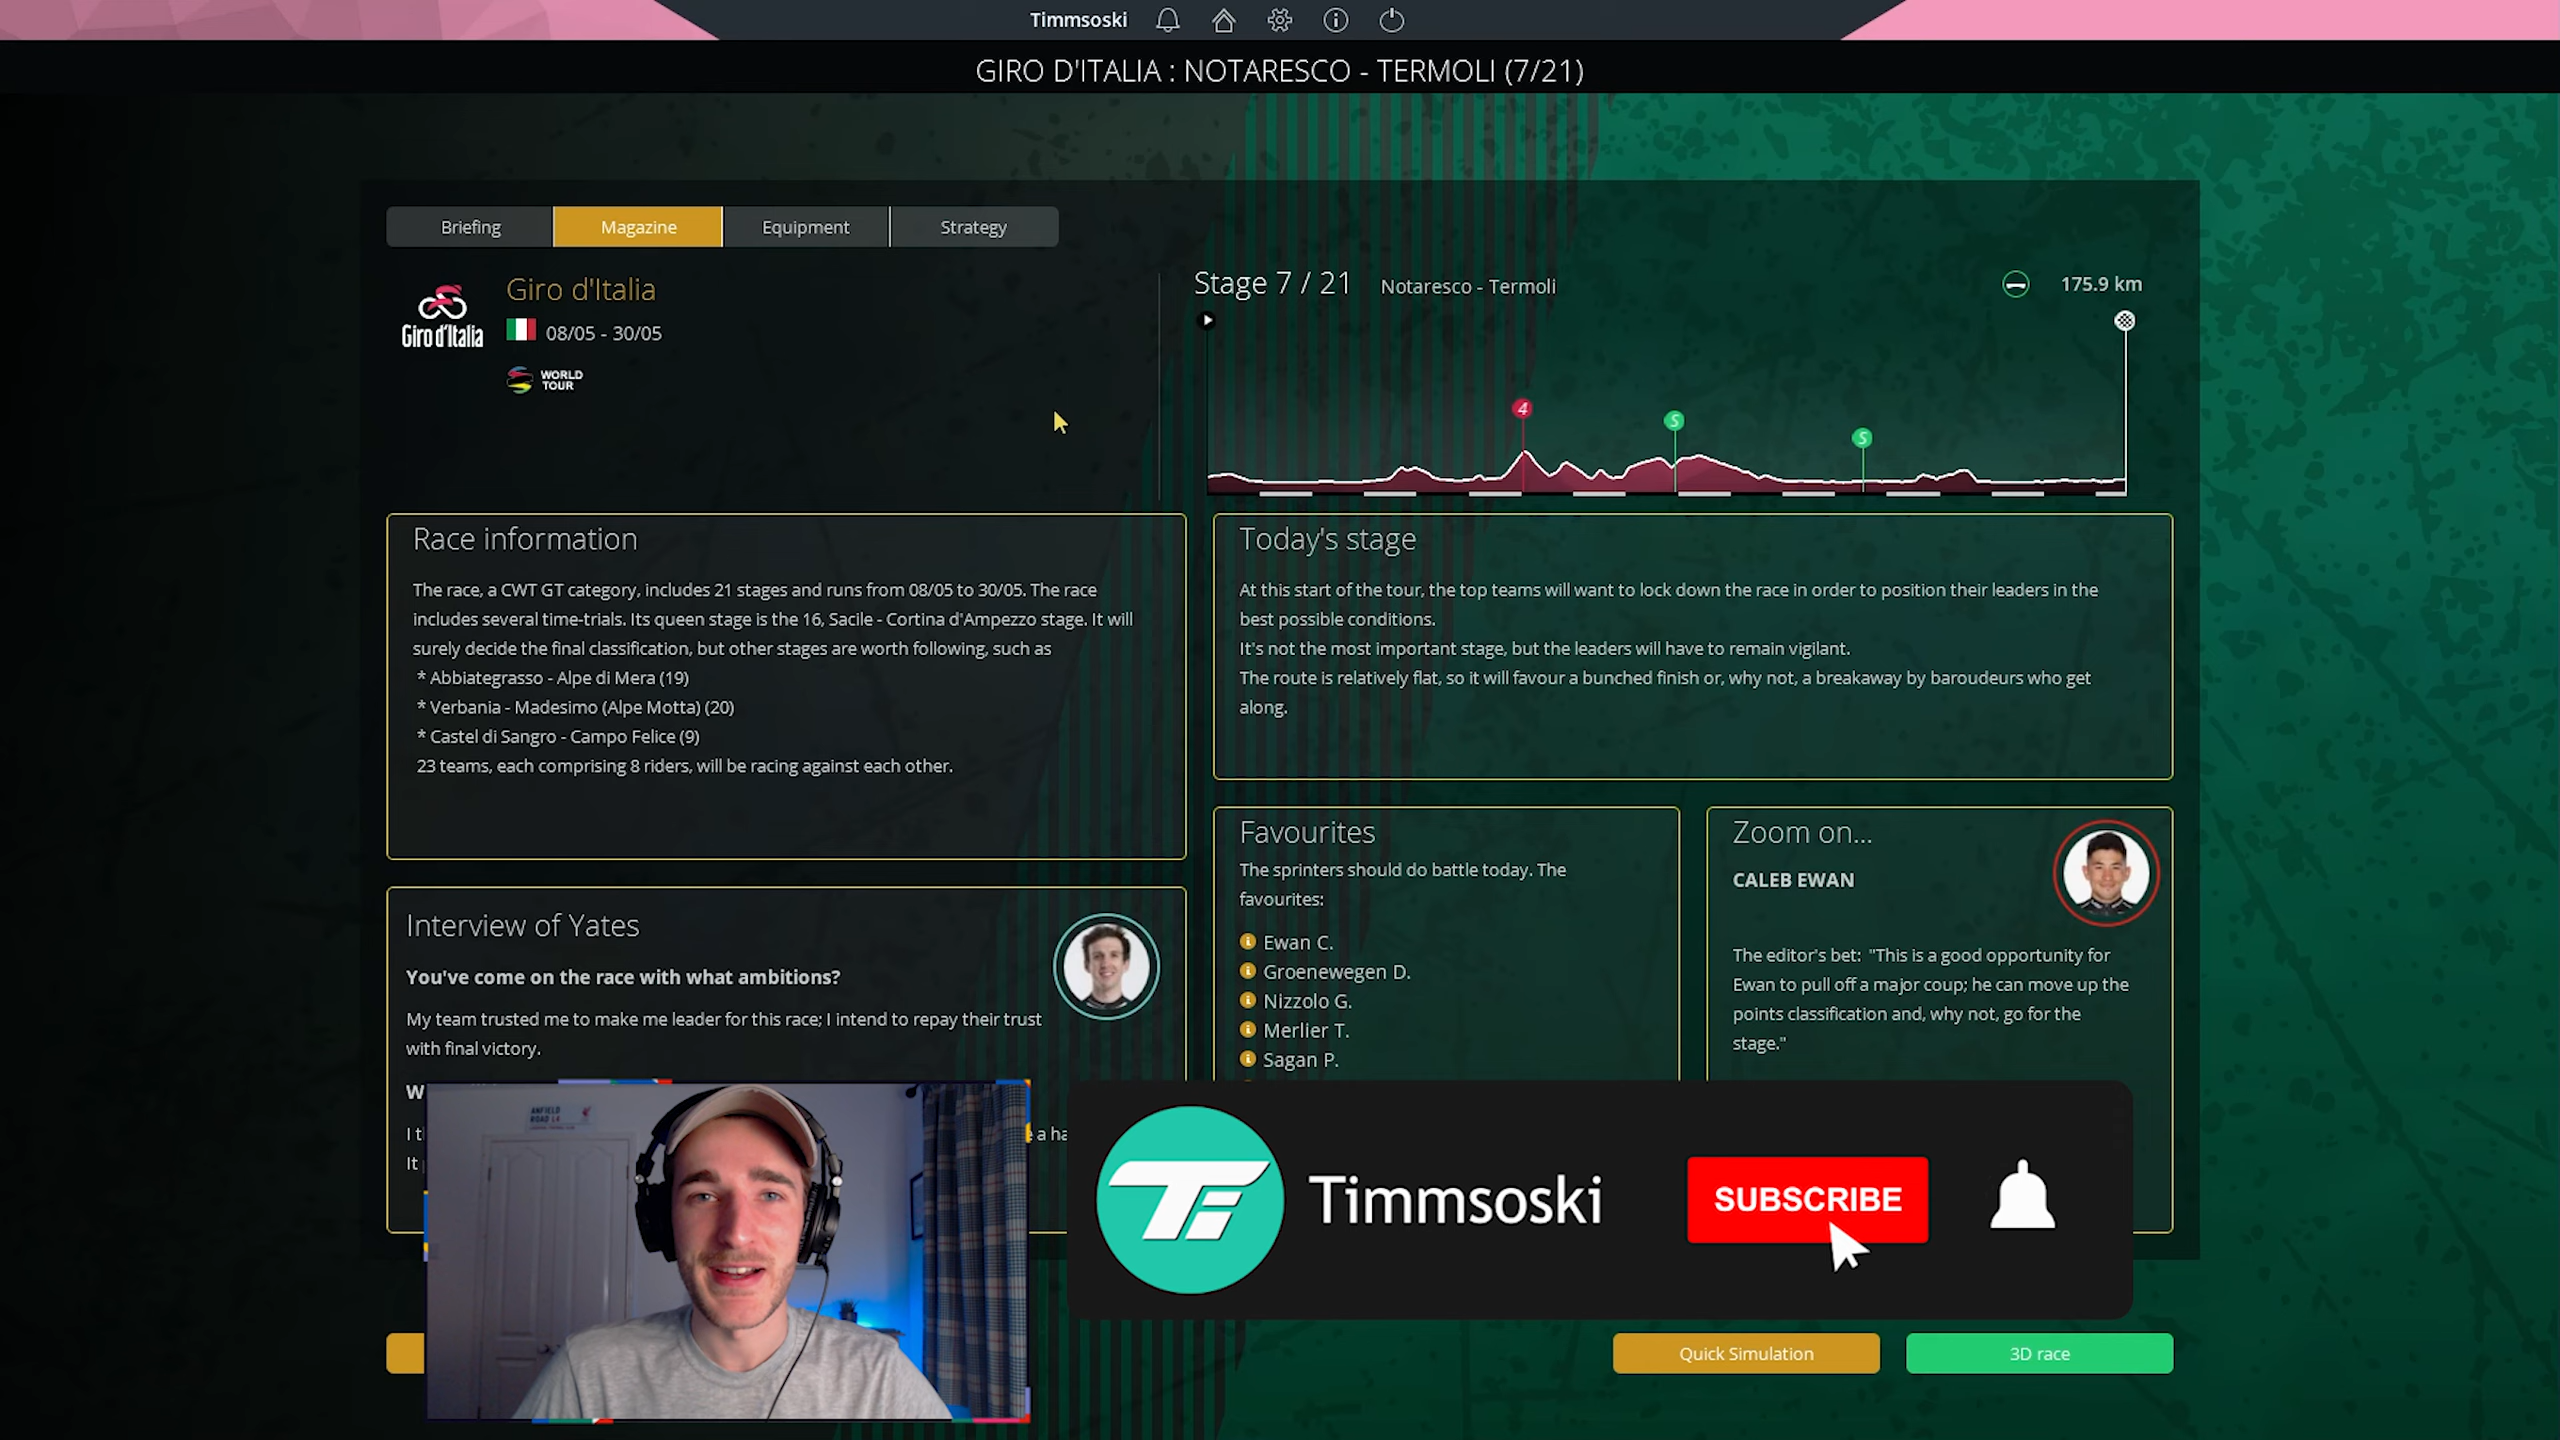 Timmsoski
GIRO D'ITALIA : NOTARESCO - TERMOLI (7/21)
Briefing
Magazine
Equipment
Strategy
Giro d'Italia
Giro d'Italia
08/05 - 30/05
WORLD
TOUR
Stage 7 / 21
Notaresco - Termoli
175.9 km
4
S
S
Race information
The race, a CWT GT category, includes 21 stages and runs from 08/05 to 30/05. The race
includes several time-trials. Its queen stage is the 16, Sacile - Cortina d'Ampezzo stage. It will
surely decide the final classification, but other stages are worth following, such as
* Abbiategrasso - Alpe di Mera (19)
* Verbania - Madesimo (Alpe Motta) (20)
* Castel di Sangro - Campo Felice (9)
23 teams, each comprising 8 riders, will be racing against each other.
Today's stage
At this start of the tour, the top teams will want to lock down the race in order to position their leaders in the
best possible conditions.
It's not the most important stage, but the leaders will have to remain vigilant.
The route is relatively flat, so it will favour a bunched finish or, why not, a breakaway by baroudeurs who get
along.
Interview of Yates
You've come on the race with what ambitions?
My team trusted me to make me leader for this race; I intend to repay their trust
with final victory.
W
I t
It
a ha
Favourites
The sprinters should do battle today. The
favourites:
Ewan C.
Groenewegen D.
Nizzolo G.
Merlier T.
Sagan P.
Zoom on...
CALEB EWAN
The editor's bet: "This is a good opportunity for
Ewan to pull off a major coup; he can move up the
points classification and, why not, go for the
stage."
ANFIELD
ROAD L4
Timmsoski
SUBSCRIBE
Quick Simulation
3D race